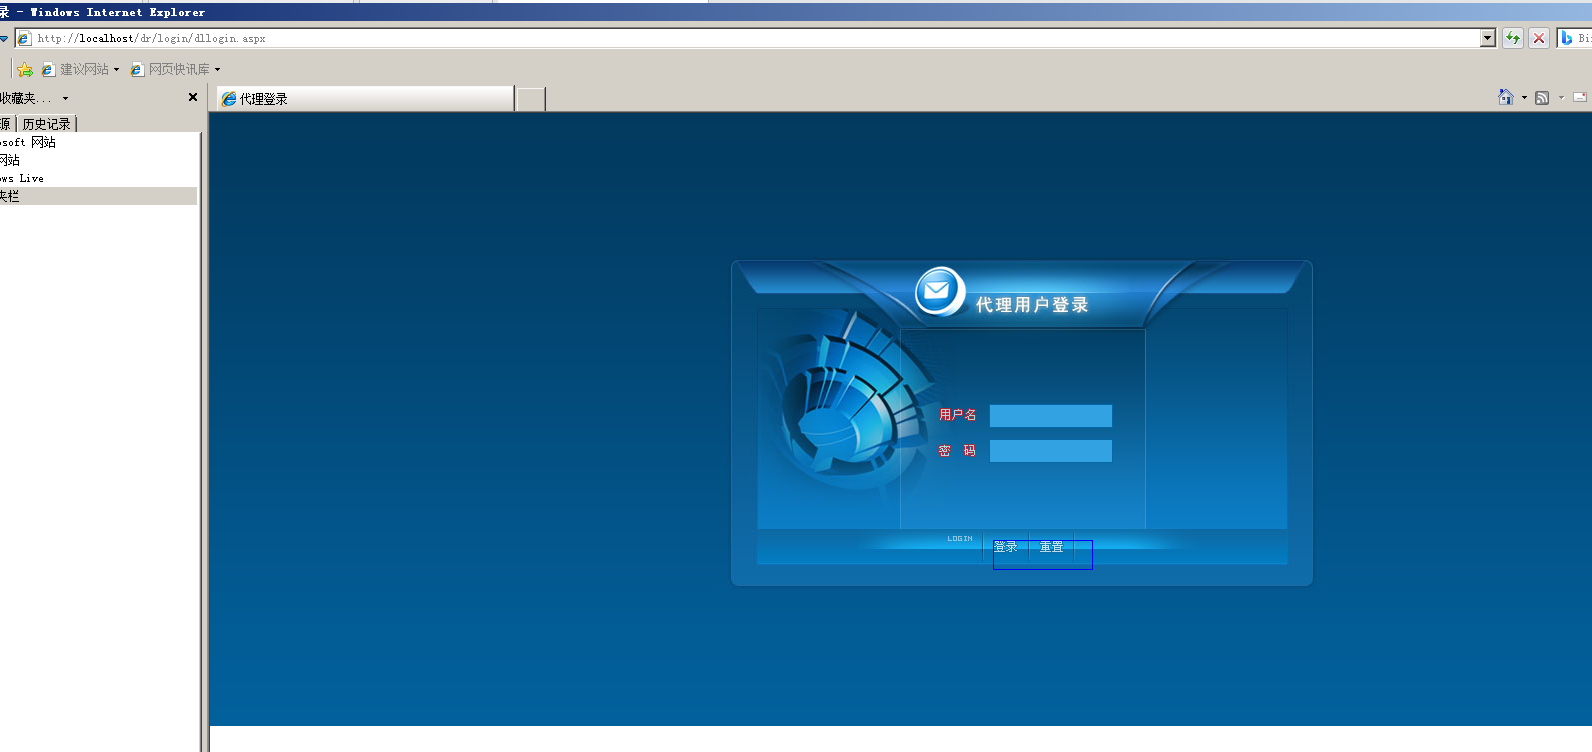 录 - Windows Internet Explorer
http://localhost/dr/login/dllogin.aspx
Bi
建议网站 网页快讯库
收藏夹...
代理登录
源 历史记录
osoft 网站
网站
ows Live
夹栏
代理用户登录
用户名
密 码
LOGIN 登录 重置